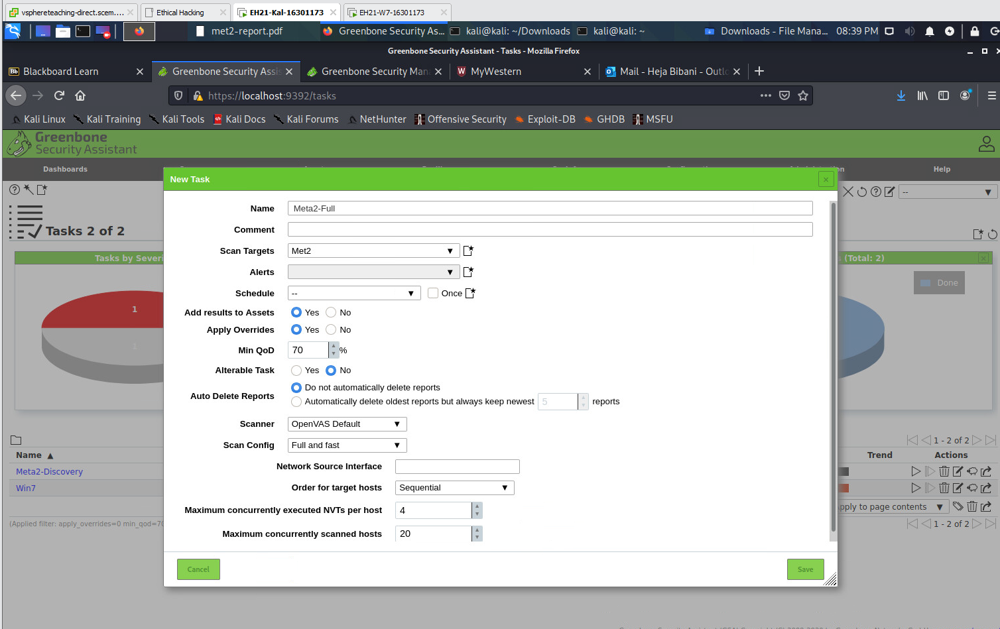 vsphereteaching-direct.scem....
Ethical Hacking
EH21-Kal-16301173
EH21-W7-16301173
met2-report.pdf
Greenbone Security As...
kali@kali: ~/Downloads
kali@kali: ~
Downloads - File Mana...
08:39 PM
Greenbone Security Assistant - Tasks - Mozilla Firefox
Blackboard Learn
Greenbone Security Assis
Greenbone Security Man
MyWestern
Mail - Heja Bibani - Outlo
https://localhost:9392/tasks
Kali Linux
Kali Training
Kali Tools
Kali Docs
Kali Forums
NetHunter
Offensive Security
Exploit-DB
GHDB
MSFU
Greenbone
Security Assistant
Dashboards
Help
New Task
--
Name Meta2-Full
Comment
Tasks 2 of 2
Scan Targets Met2
Tasks by Severi
(Total: 2)
Alerts
Done
Schedule -- Once
Add results to Assets Yes No
Apply Overrides Yes No
Min QoD 70 %
Alterable Task Yes No
Auto Delete Reports
Do not automatically delete reports
Automatically delete oldest reports but always keep newest 5 reports
Scanner OpenVAS Default
Scan Config Full and fast
Network Source Interface
Order for target hosts Sequential
Maximum concurrently executed NVTs per host 4
Maximum concurrently scanned hosts 20
Cancel
Save
1
1
1 - 2 of 2
Name ▲
Trend
Actions
Meta2-Discovery
Win7
pply to page contents
(Applied filter: apply_overrides=0 min_qod=70
1 - 2 of 2